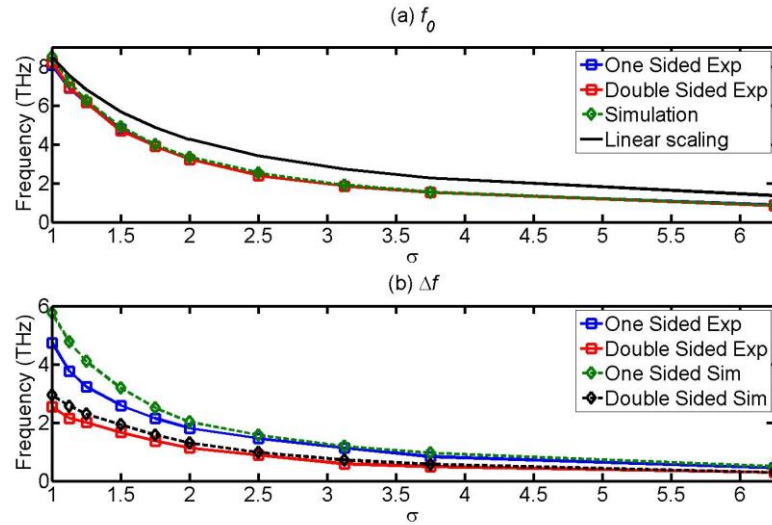 (a) f0
Frequency (THz)
8
6
4
2
0
1 1.5 2 2.5 3 3.5 4 4.5 5 5.5 6
σ
One Sided Exp
Double Sided Exp
Simulation
Linear scaling
(b) Δf
Frequency (THz)
6
4
2
0
1 1.5 2 2.5 3 3.5 4 4.5 5 5.5 6
σ
One Sided Exp
Double Sided Exp
One Sided Sim
Double Sided Sim